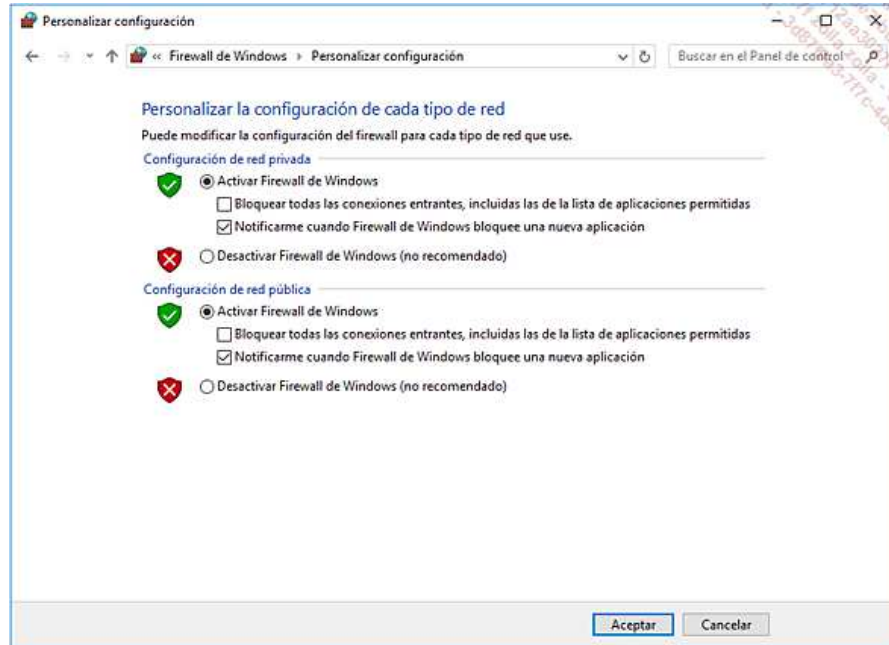 Personalizar configuración
« Firewall de Windows › Personalizar configuración
Buscar en el Panel de control
Personalizar la configuración de cada tipo de red
Puede modificar la configuración del firewall para cada tipo de red que use.
Configuración de red privada
Activar Firewall de Windows
Bloquear todas las conexiones entrantes, incluidas las de la lista de aplicaciones permitidas
Notificarme cuando Firewall de Windows bloquee una nueva aplicación
Desactivar Firewall de Windows (no recomendado)
Configuración de red pública
Activar Firewall de Windows
Bloquear todas las conexiones entrantes, incluidas las de la lista de aplicaciones permitidas
Notificarme cuando Firewall de Windows bloquee una nueva aplicación
Desactivar Firewall de Windows (no recomendado)
Aceptar
Cancelar